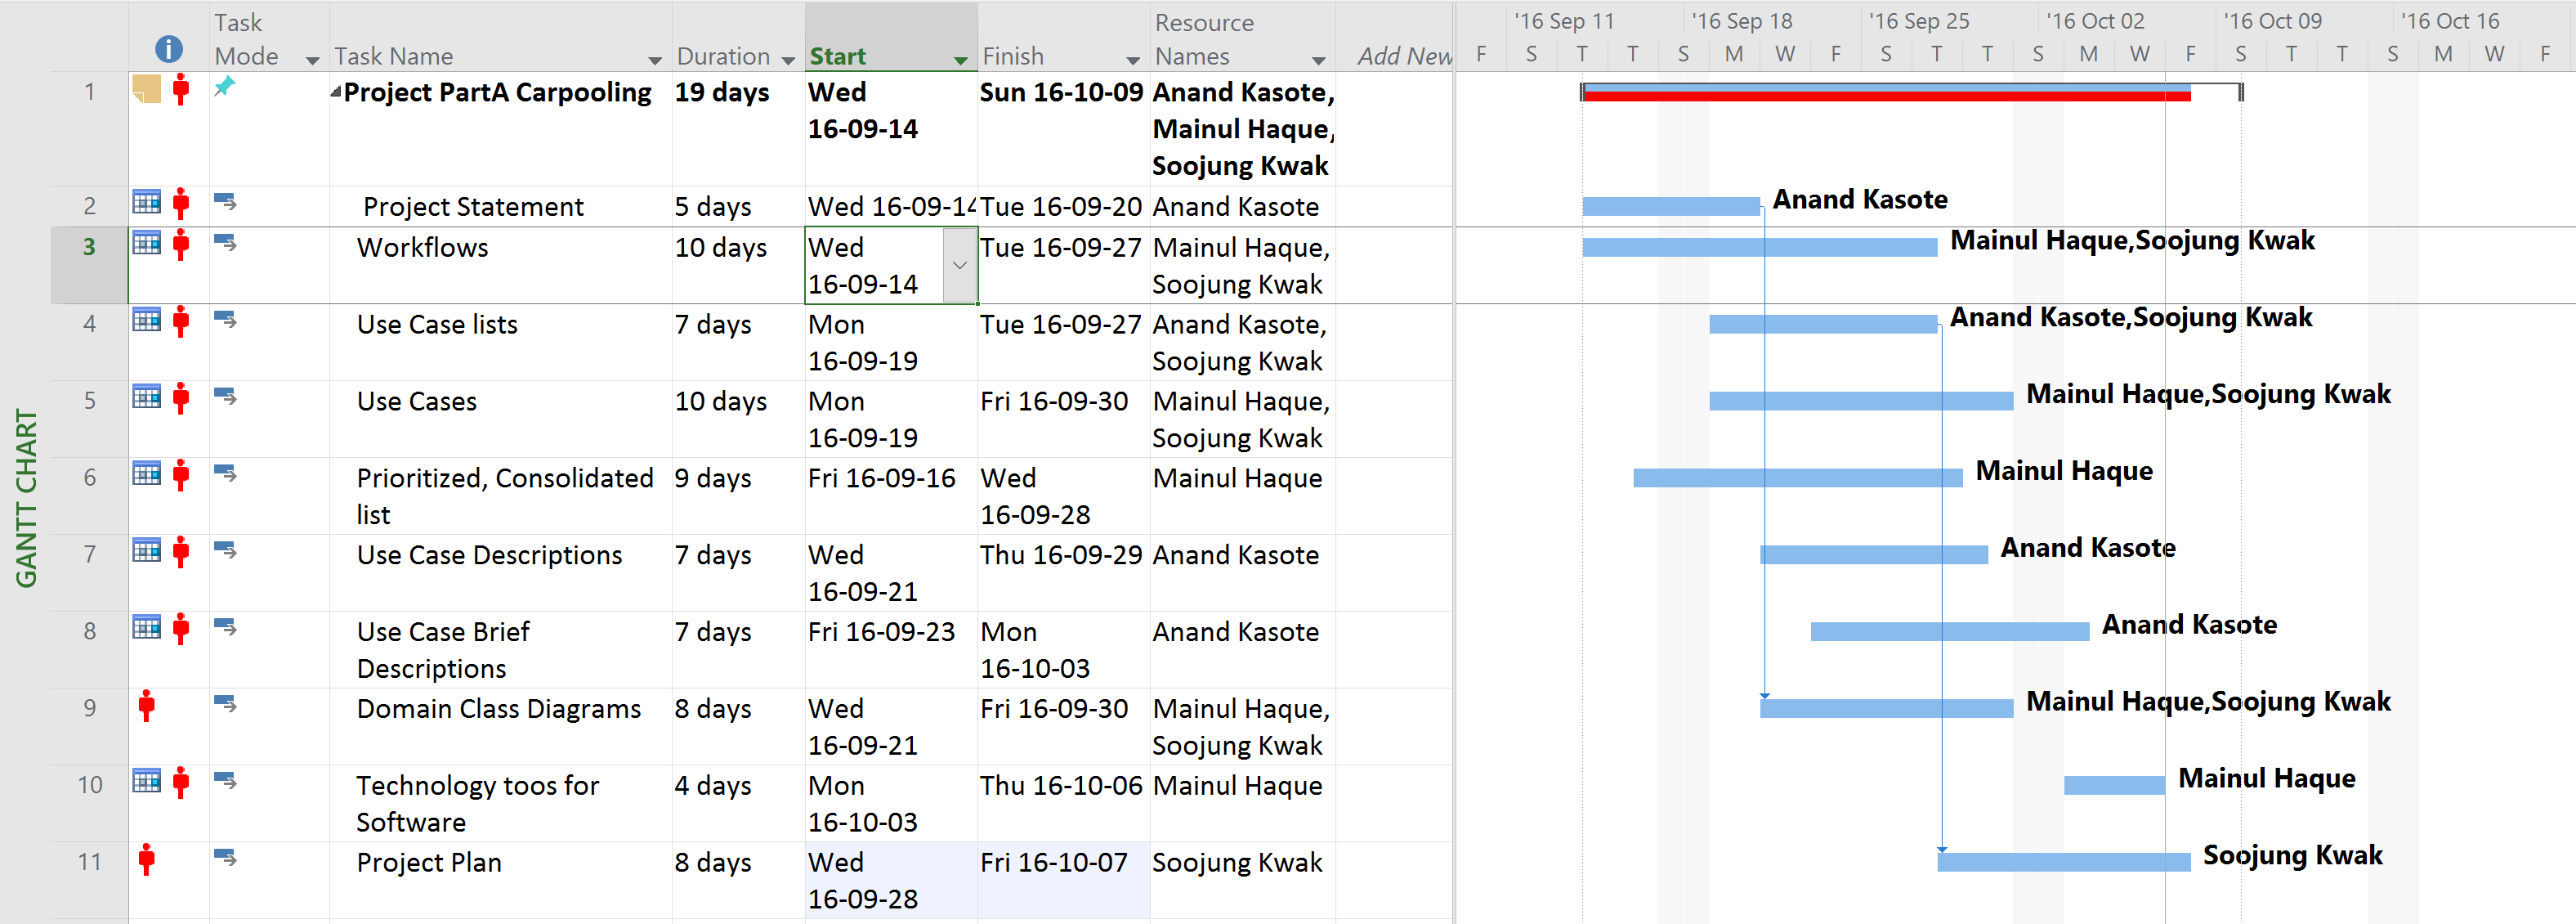 Task
Mode
Task Name
Duration
Start
Finish
Resource
Names
Add New
'16 Sep 11 '16 Sep 18 '16 Sep 25 '16 Oct 02 '16 Oct 09 '16 Oct 16
F S T T S M W F S T T S M W F S T T S M W F
GANTT CHART
1 Project PartA Carpooling 19 days Wed Sun 16-10-09 Anand Kasote,
16-09-14 Mainul Haque,
Soojung Kwak
2 Project Statement 5 days Wed 16-09-14 Tue 16-09-20 Anand Kasote Anand Kasote
3 Workflows 10 days Wed Tue 16-09-27 Mainul Haque, Mainul Haque,Soojung Kwak
16-09-14 Soojung Kwak
4 Use Case lists 7 days Mon Tue 16-09-27 Anand Kasote, Anand Kasote,Soojung Kwak
16-09-19 Soojung Kwak
5 Use Cases 10 days Mon Fri 16-09-30 Mainul Haque, Mainul Haque,Soojung Kwak
16-09-19 Soojung Kwak
6 Prioritized, Consolidated 9 days Fri 16-09-16 Wed Mainul Haque Mainul Haque
list 16-09-28
7 Use Case Descriptions 7 days Wed Thu 16-09-29 Anand Kasote Anand Kasote
16-09-21
8 Use Case Brief 7 days Fri 16-09-23 Mon Anand Kasote Anand Kasote
Descriptions 16-10-03
9 Domain Class Diagrams 8 days Wed Fri 16-09-30 Mainul Haque, Mainul Haque,Soojung Kwak
16-09-21 Soojung Kwak
10 Technology toos for 4 days Mon Thu 16-10-06 Mainul Haque Mainul Haque
Software 16-10-03
11 Project Plan 8 days Wed Fri 16-10-07 Soojung Kwak Soojung Kwak
16-09-28